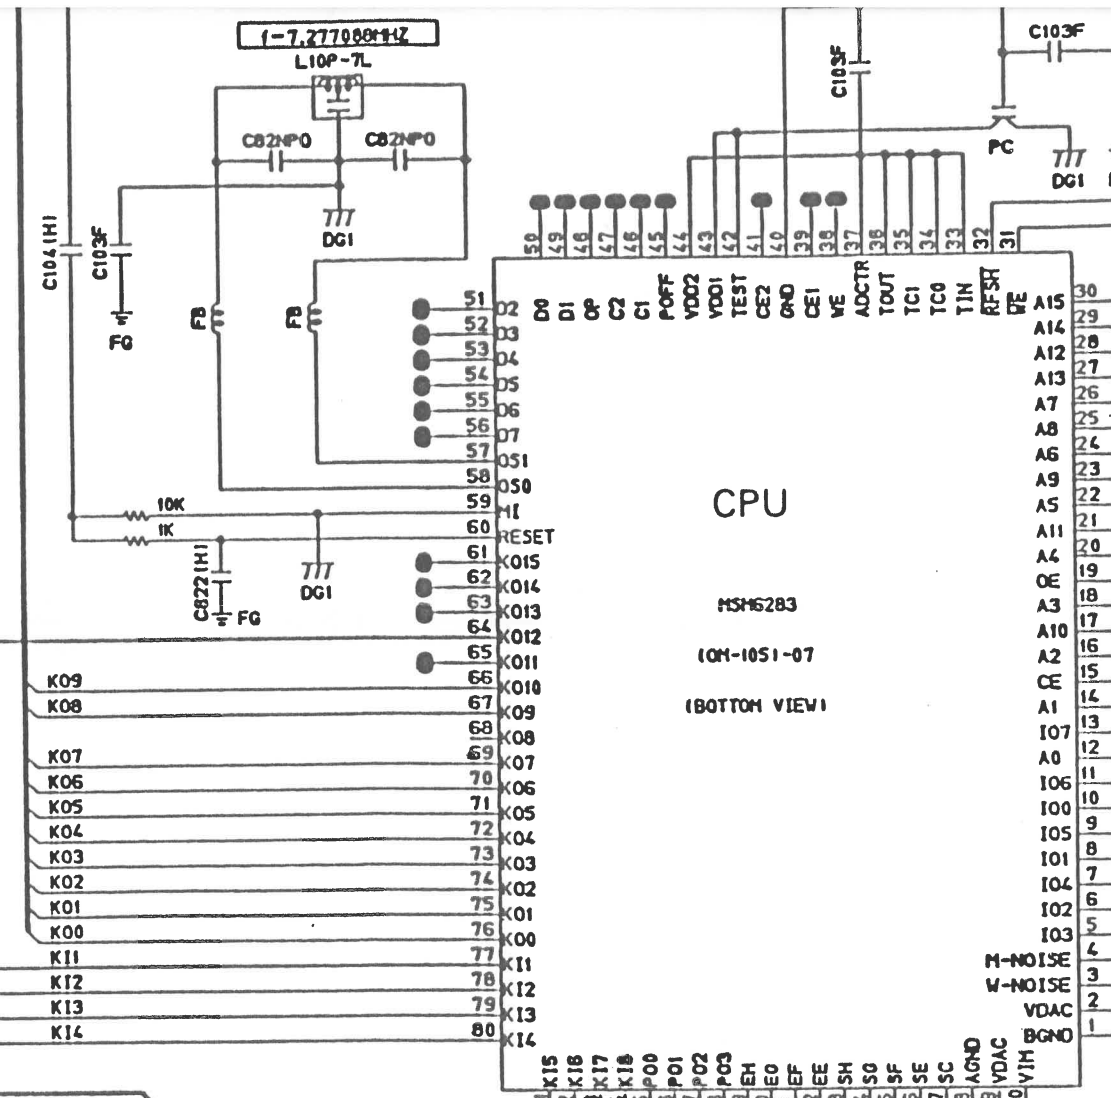 f-7.277088MHZ
L10P-7L
C82NPO C82NPO
C103F
C103F
PC
DG1
DG1
C104(H)
C103F
FG
FB
FB
50 49 48 47 46 45 44 43 42 41 40 39 38 37 36 35 34 33 32 31
D0 D1 OP C2 C1 POFF VDD2 VDD1 TEST CE2 GND CE1 WE ADCTR TOUT TC1 TC0 TIN RFSH WE
51 D2
52 D3
53 D4
54 D5
55 D6
56 D7
57 OS1
58 OS0
10K
59 MI
1K
60 RESET
C822(H)
FG
DG1
61 KO15
62 KO14
63 KO13
64 KO12
65 KO11
KO9 66 KO10
KO8 67 KO9
68 KO8
KO7 69 KO7
KO6 70 KO6
KO5 71 KO5
KO4 72 KO4
KO3 73 KO3
KO2 74 KO2
KO1 75 KO1
KO0 76 KO0
KI1 77 KI1
KI2 78 KI2
KI3 79 KI3
KI4 80 KI4
CPU
MSM6283
(OM-1051-07
(BOTTOM VIEW)
A15 30
A14 29
A12 28
A13 27
A7 26
A8 25
A6 24
A9 23
A5 22
A11 21
A4 20
OE 19
A3 18
A10 17
A2 16
CE 15
A1 14
IO7 13
A0 12
IO6 11
IO0 10
IO5 9
IO1 8
IO4 7
IO2 6
IO3 5
M-NOISE 4
W-NOISE 3
VDAC 2
BGND 1
KI5 KI6 KI7 KI8 PO0 PO1 PO2 PO3 EH EG EF EE SH SG SF SE SC AGND VDAC VIM